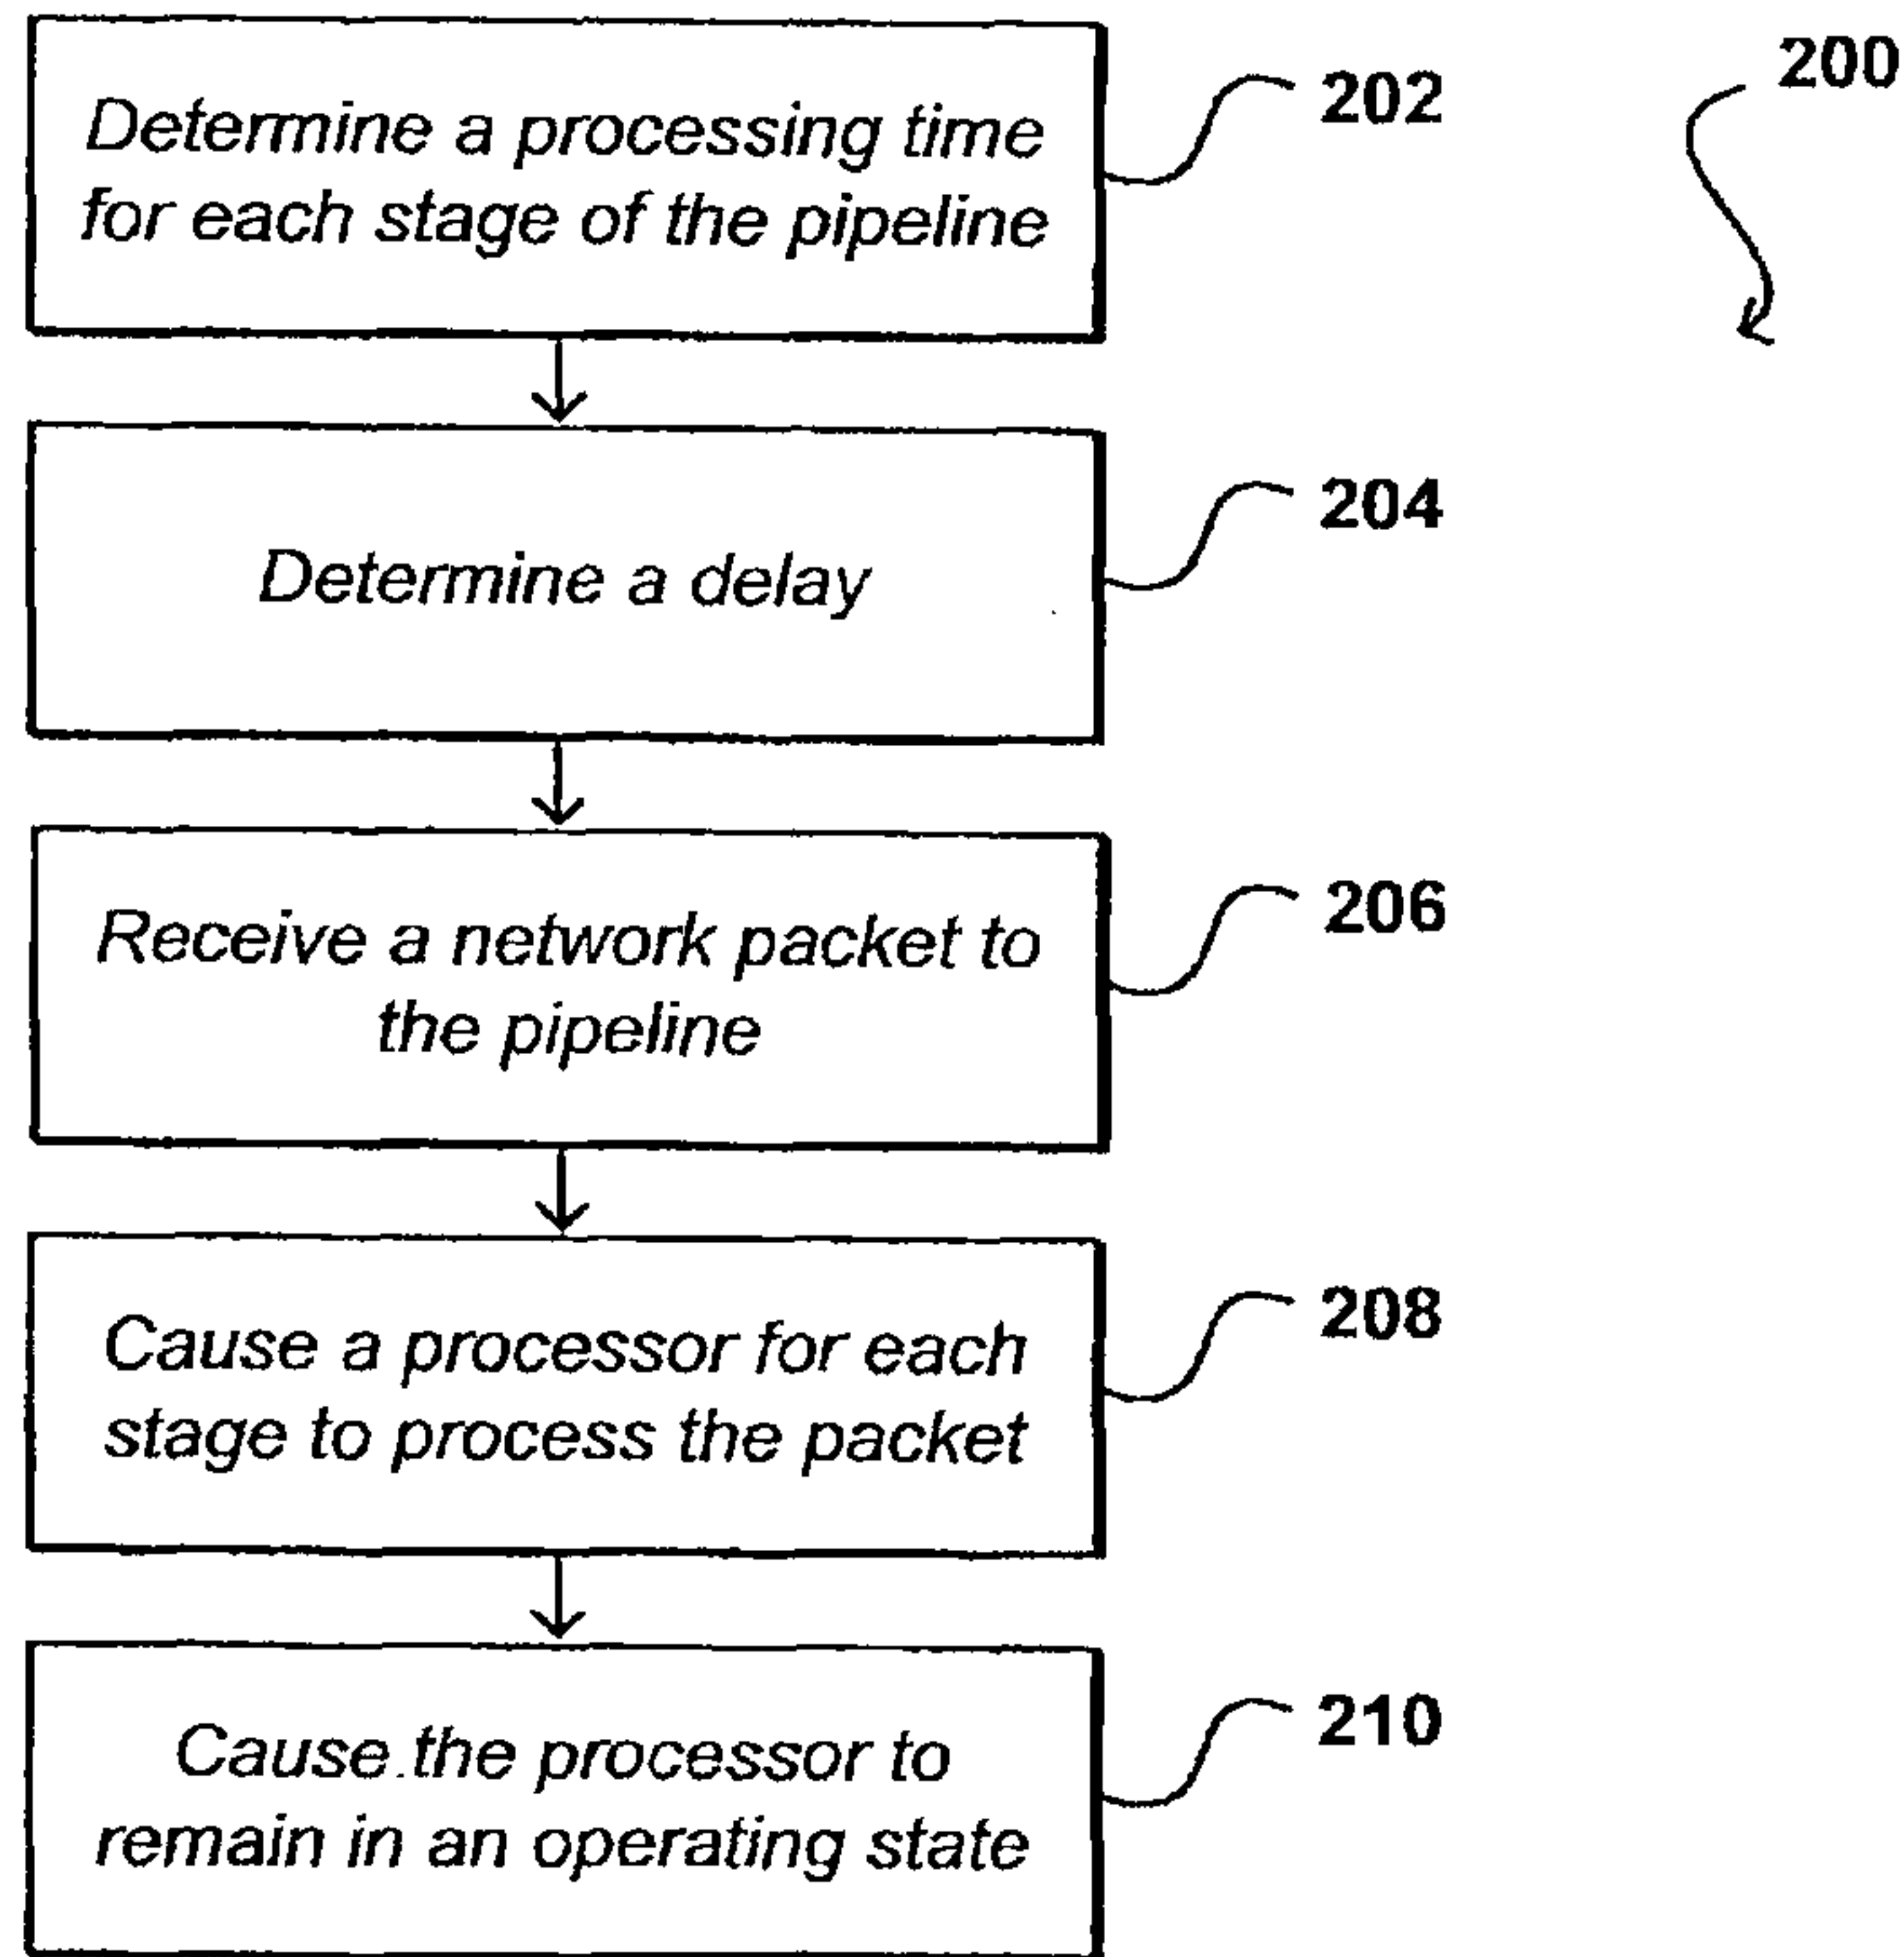 200
Determine a processing time
for each stage of the pipeline
202
Determine a delay
204
Receive a network packet to
the pipeline
206
Cause a processor for each
stage to process the packet
208
Cause the processor to
remain in an operating state
210